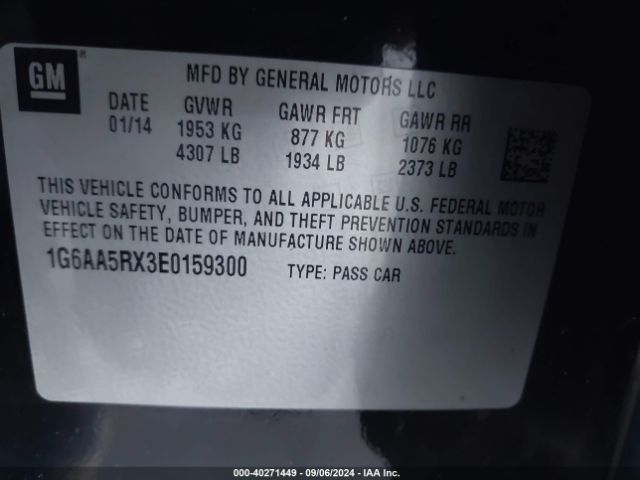 GM
MFD BY GENERAL MOTORS LLC
DATE GVWR GAWR FRT GAWR RR
01/14 1953 KG 877 KG 1076 KG
4307 LB 1934 LB 2373 LB
THIS VEHICLE CONFORMS TO ALL APPLICABLE U.S. FEDERAL MOTOR
VEHICLE SAFETY, BUMPER, AND THEFT PREVENTION STANDARDS IN
EFFECT ON THE DATE OF MANUFACTURE SHOWN ABOVE.
1G6AA5RX3E0159300 TYPE: PASS CAR
000-40271449 - 09/06/2024 - IAA Inc.